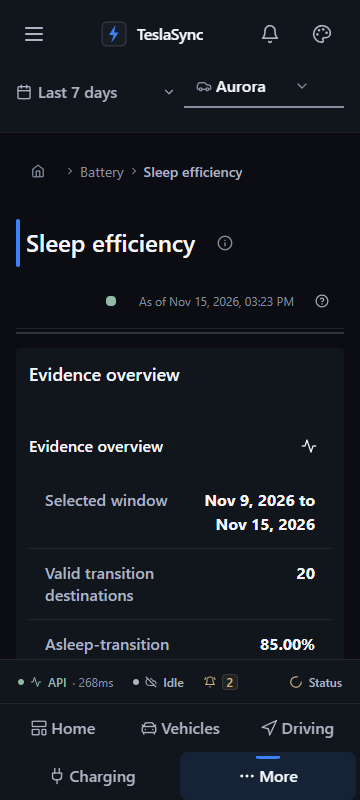 TeslaSync
Last 7 days
Aurora
Battery
Sleep efficiency
Sleep efficiency
As of Nov 15, 2026, 03:23 PM
Evidence overview
Evidence overview
Selected window
Nov 9, 2026 to
Nov 15, 2026
Valid transition
destinations
20
Asleep-transition
85.00%
API · 268ms
Idle
2
Status
Home
Vehicles
Driving
Charging
More